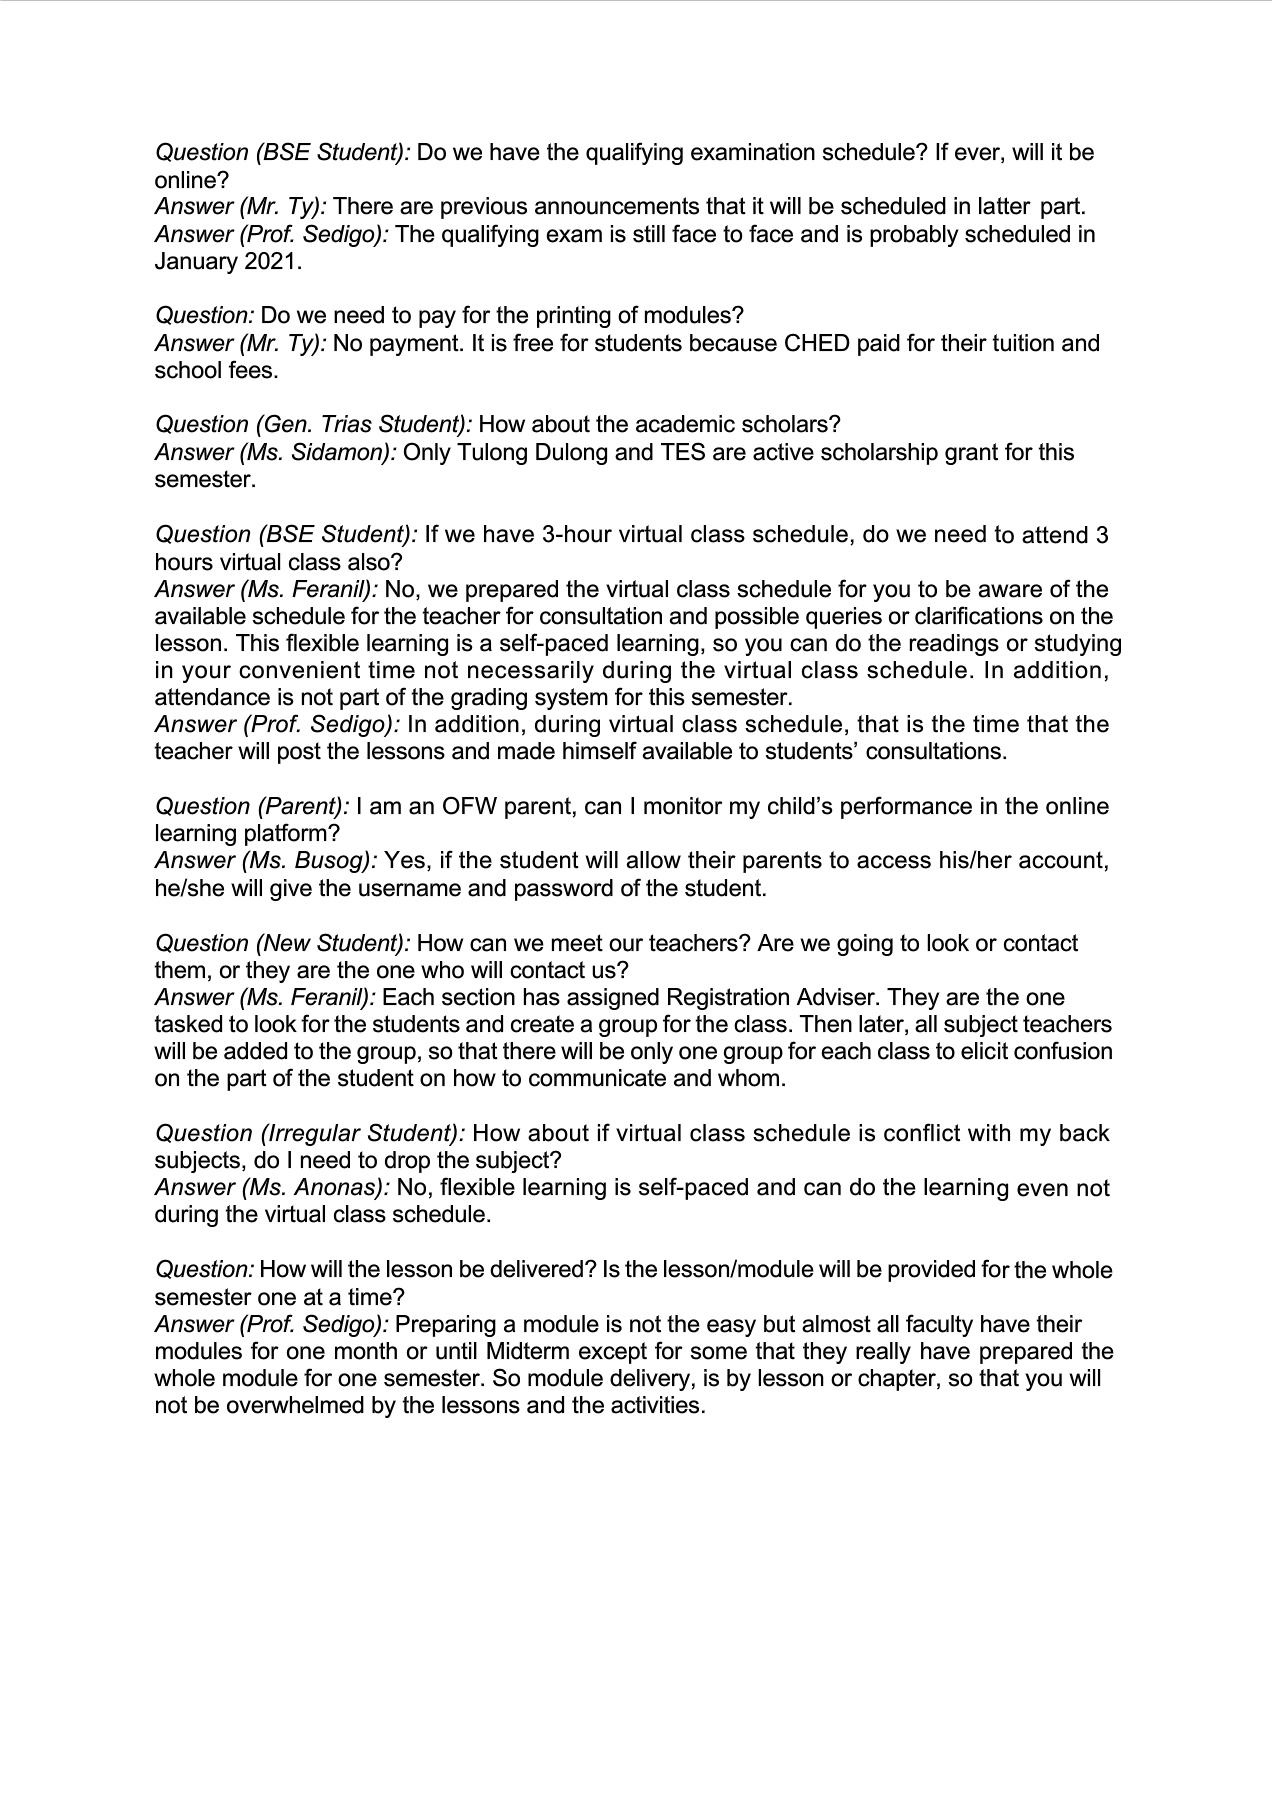 Question (BSE Student): Do we have the qualifying examination schedule? If ever, will it be
online?
Answer (Mr. Ty): There are previous announcements that it will be scheduled in latter part.
Answer (Prof. Sedigo): The qualifying exam is still face to face and is probably scheduled in
January 2021.
Question: Do we need to pay for the printing of modules?
Answer (Mr. Ty): No payment. It is free for students because CHED paid for their tuition and
school fees.
Question (Gen. Trias Student): How about the academic scholars?
Answer (Ms. Sidamon): Only Tulong Dulong and TES are active scholarship grant for this
semester.
Question (BSE Student): If we have 3-hour virtual class schedule, do we need to attend 3
hours virtual class also?
Answer (Ms. Feranil): No, we prepared the virtual class schedule for you to be aware of the
available schedule for the teacher for consultation and possible queries or clarifications on the
lesson. This flexible learning is a self-paced learning, so you can do the readings or studying
in your convenient time not necessarily during the virtual class schedule. In addition,
attendance is not part of the grading system for this semester.
Answer (Prof. Sedigo): In addition, during virtual class schedule, that is the time that the
teacher will post the lessons and made himself available to students’ consultations.
Question (Parent): I am an OFW parent, can I monitor my child’s performance in the online
learning platform?
Answer (Ms. Busog): Yes, if the student will allow their parents to access his/her account,
he/she will give the username and password of the student.
Question (New Student): How can we meet our teachers? Are we going to look or contact
them, or they are the one who will contact us?
Answer (Ms. Feranil): Each section has assigned Registration Adviser. They are the one
tasked to look for the students and create a group for the class. Then later, all subject teachers
will be added to the group, so that there will be only one group for each class to elicit confusion
on the part of the student on how to communicate and whom.
Question (Irregular Student): How about if virtual class schedule is conflict with my back
subjects, do I need to drop the subject?
Answer (Ms. Anonas): No, flexible learning is self-paced and can do the learning even not
during the virtual class schedule.
Question: How will the lesson be delivered? Is the lesson/module will be provided for the whole
semester one at a time?
Answer (Prof. Sedigo): Preparing a module is not the easy but almost all faculty have their
modules for one month or until Midterm except for some that they really have prepared the
whole module for one semester. So module delivery, is by lesson or chapter, so that you will
not be overwhelmed by the lessons and the activities.